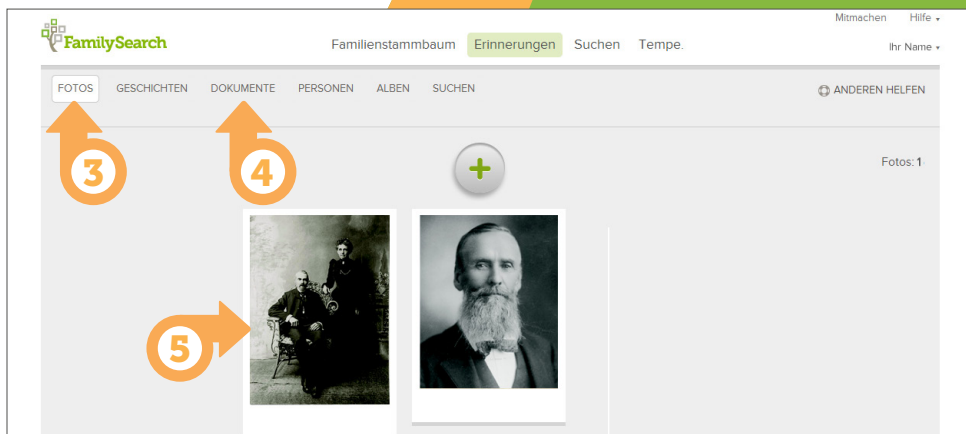 Mitmachen Hilfe
FamilySearch
Familienstammbaum Erinnerungen Suchen Tempe.
Ihr Name
FOTOS GESCHICHTEN DOKUMENTE PERSONEN ALBEN SUCHEN
ANDEREN HELFEN
3
4
+
Fotos: 1
5